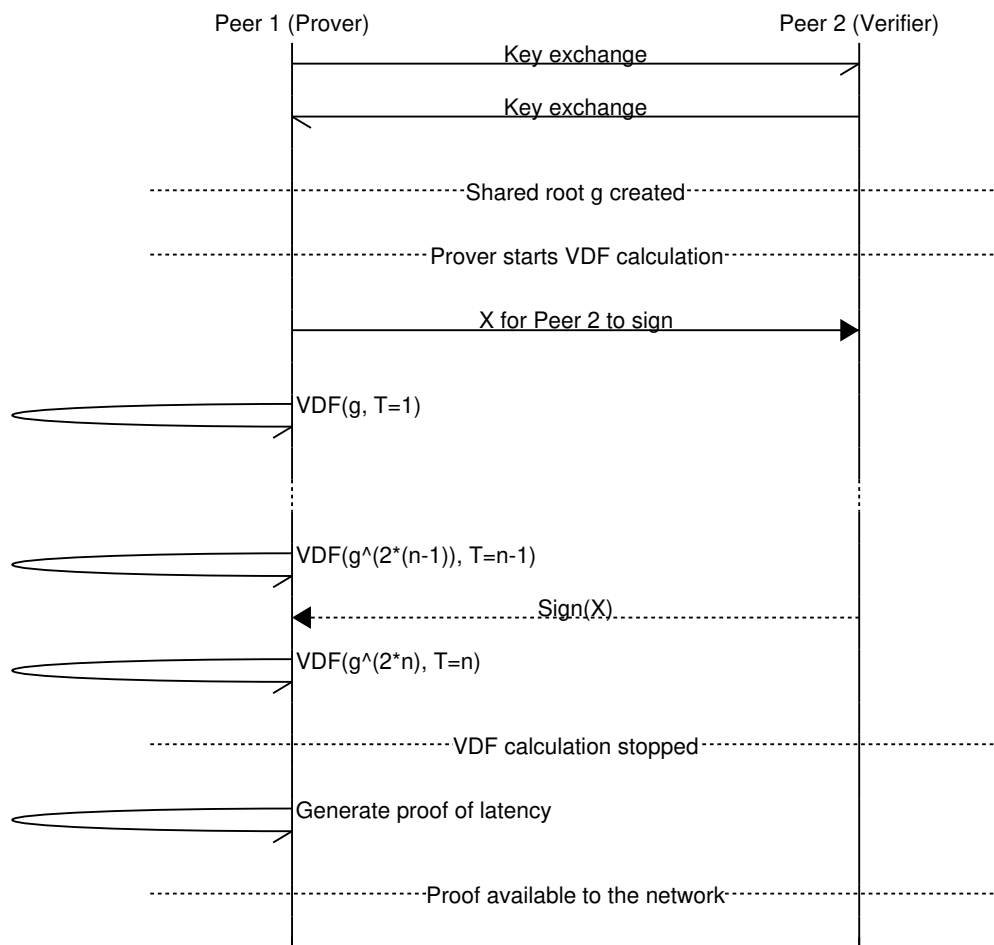 Peer 1 (Prover)
Peer 2 (Verifier)
Key exchange
Key exchange
Shared root g created
Prover starts VDF calculation
X for Peer 2 to sign
VDF(g, T=1)
VDF(g^(2*(n-1)), T=n-1)
Sign(X)
VDF(g^(2*n), T=n)
VDF calculation stopped
Generate proof of latency
Proof available to the network